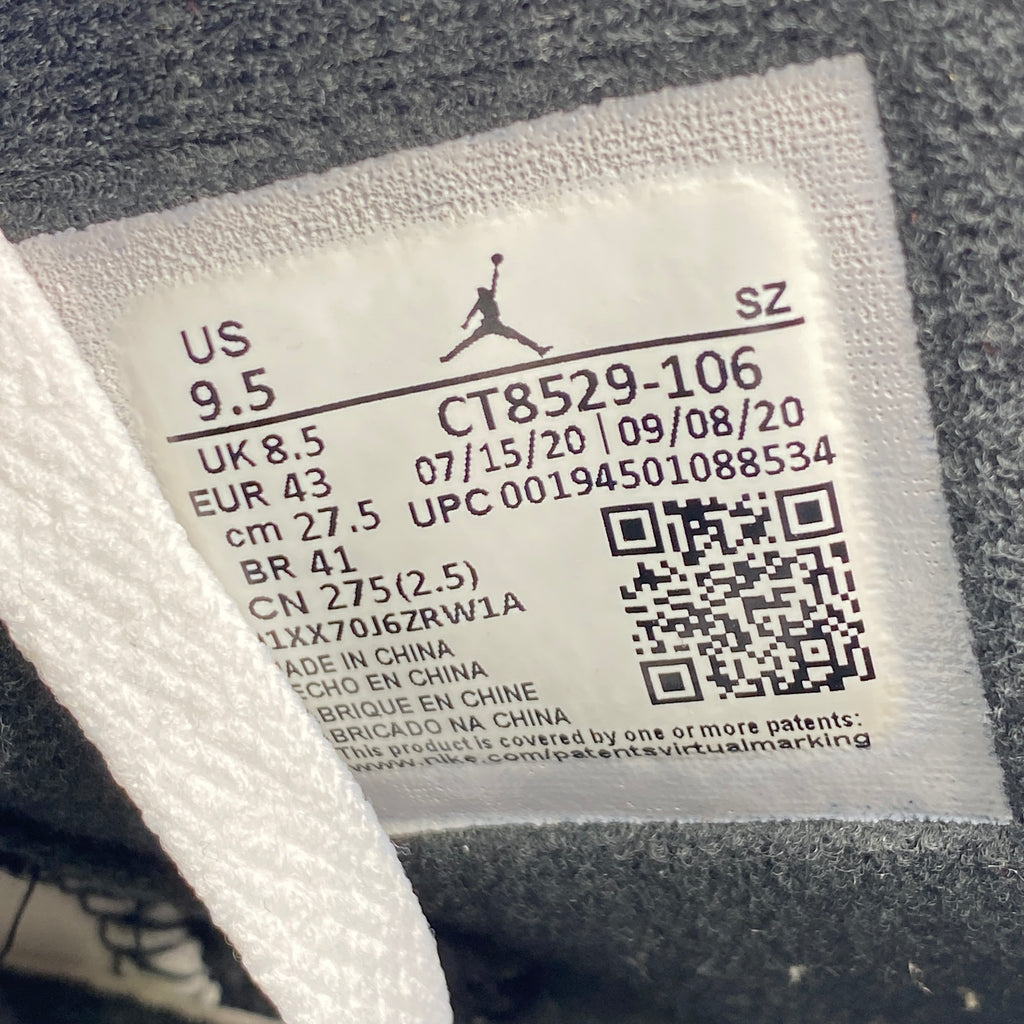 US
SZ
9.5
CT8529-106
UK 8.5
07/15/20 | 09/08/20
EUR 43
UPC 00194501088534
cm 27.5
BR 41
CN 275(2.5)
1XX70J6ZRW1A
ADE IN CHINA
ECHO EN CHINA
BRIQUE EN CHINE
BRICADO NA CHINA
This product is covered by one or more patents:
www.nike.com/patentsvirtualmarking